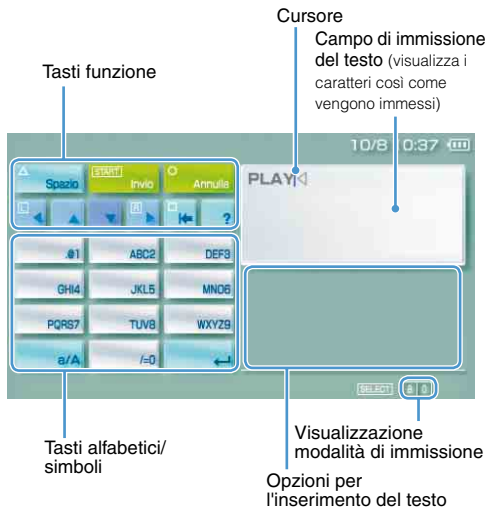 Cursore
Campo di immissione
del testo (visualizza i
caratteri così come
vengono immessi)
Tasti funzione
10/8 10:37
Spazio
START
Invio
Annulla
PLAY
L
R
?
.@1
ABC2
DEF3
GHI4
JKL5
MNO6
PQRS7
TUV8
WXYZ9
a/A
/=0
SELECT
Tasti alfabetici/
simboli
Visualizzazione
modalità di immissione
Opzioni per
l'inserimento del testo